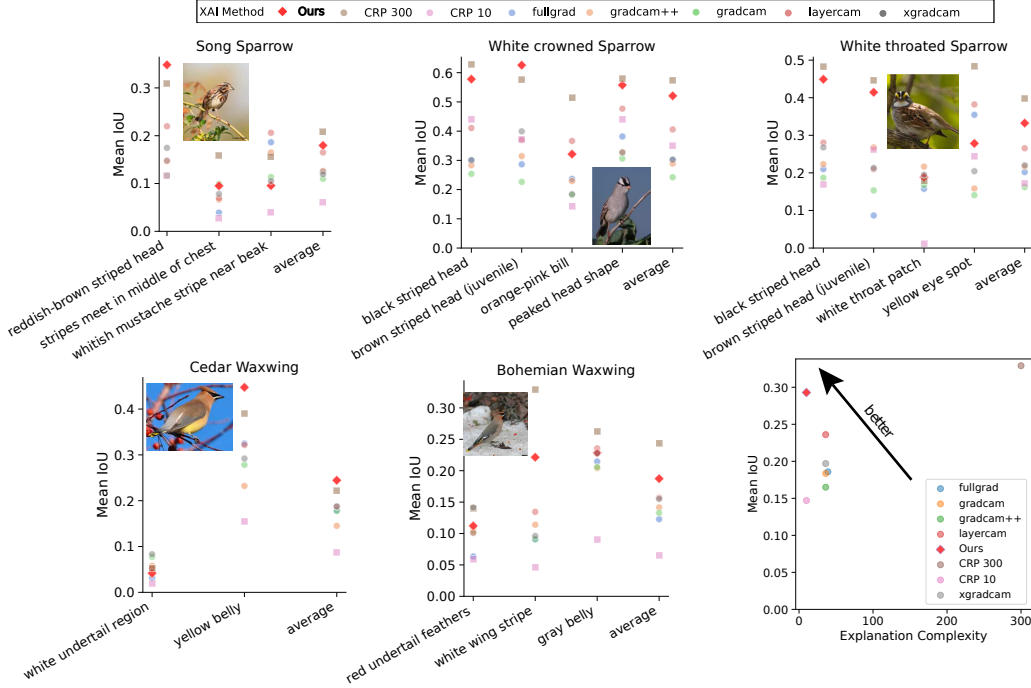 XAI Method Ours CRP 300 CRP 10 fullgrad gradcam++ gradcam layercam xgradcam
Song Sparrow
White crowned Sparrow
White throated Sparrow
Mean IoU
0.3
0.2
0.1
0.0
reddish-brown striped head
stripes meet in middle of chest
whitish mustache stripe near beak
average
Mean IoU
0.6
0.5
0.4
0.3
0.2
0.1
0.0
black striped head
brown striped head (juvenile)
orange-pink bill
peaked head shape
average
Mean IoU
0.5
0.4
0.3
0.2
0.1
0.0
black striped head
brown striped head (juvenile)
white throat patch
yellow eye spot
average
Cedar Waxwing
Mean IoU
0.4
0.3
0.2
0.1
0.0
white undertail region
yellow belly
average
Bohemian Waxwing
Mean IoU
0.30
0.25
0.20
0.15
0.10
0.05
0.00
red undertail feathers
white wing stripe
gray belly
average
Mean IoU
0.30
0.25
0.20
0.15
0.10
0.05
0.00
better
fullgrad
gradcam
gradcam++
layercam
Ours
CRP 300
CRP 10
xgradcam
0 100 200 300
Explanation Complexity